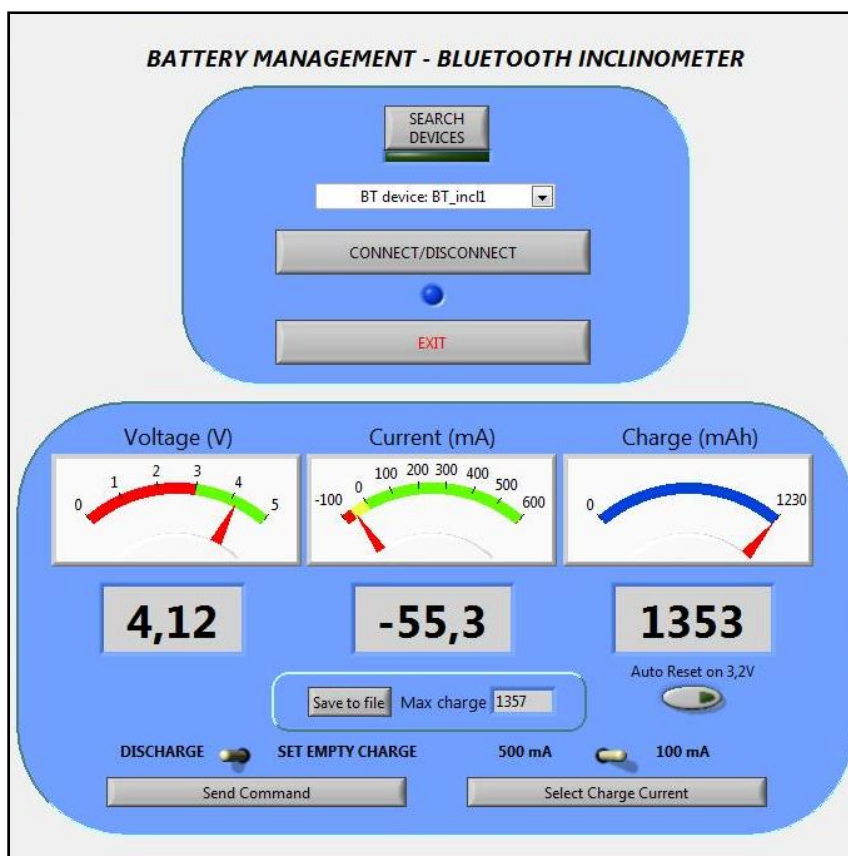 BATTERY MANAGEMENT - BLUETOOTH INCLINOMETER
SEARCH
DEVICES
BT device: BT_incl1
CONNECT/DISCONNECT
EXIT
Voltage (V)
0 1 2 3 4 5
4,12
Current (mA)
-100 0 100 200 300 400 500 600
-55,3
Charge (mAh)
0 1230
1353
Auto Reset on 3,2V
Save to file Max charge 1357
DISCHARGE SET EMPTY CHARGE 500 mA 100 mA
Send Command
Select Charge Current